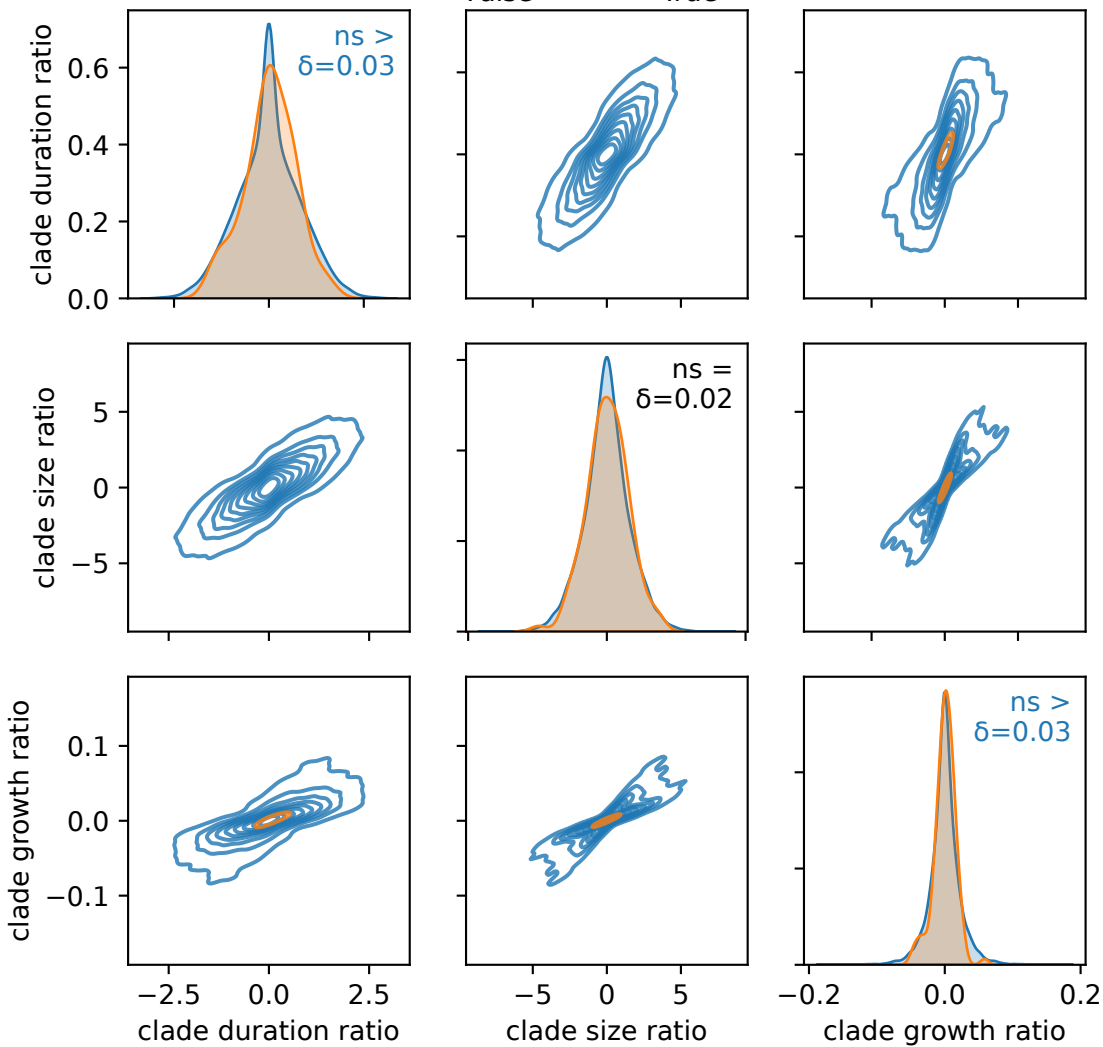 clade duration ratio
0.6
0.4
0.2
0.0
ns >
δ=0.03
clade size ratio
5
0
−5
ns =
δ=0.02
clade growth ratio
0.1
0.0
−0.1
ns >
δ=0.03
−2.5 0.0 2.5
−5 0 5
−0.2 0.0 0.2
clade duration ratio
clade size ratio
clade growth ratio